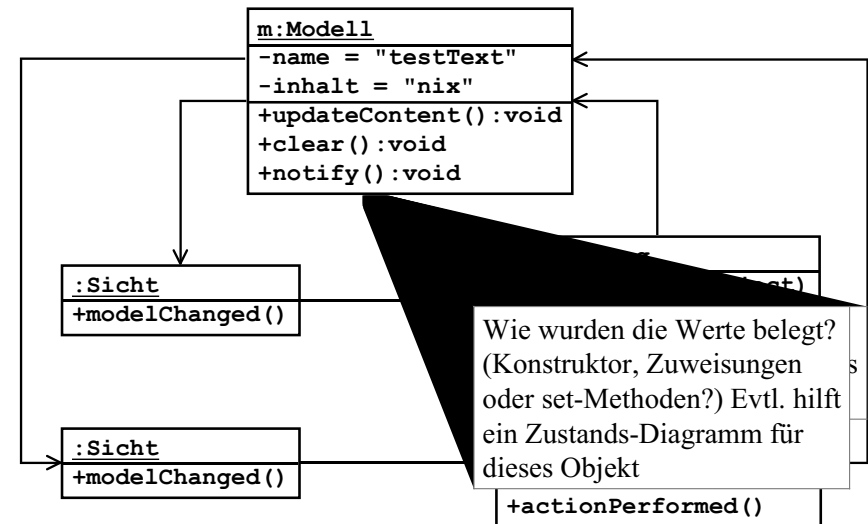 m:Modell
-name = "testText"
-inhalt = "nix"
+updateContent():void
+clear():void
+notify():void
:Sicht
+modelChanged()
Wie wurden die Werte belegt?
(Konstruktor, Zuweisungen
oder set-Methoden?) Evtl. hilft
ein Zustands-Diagramm für
dieses Objekt
:Sicht
+modelChanged()
+actionPerformed()